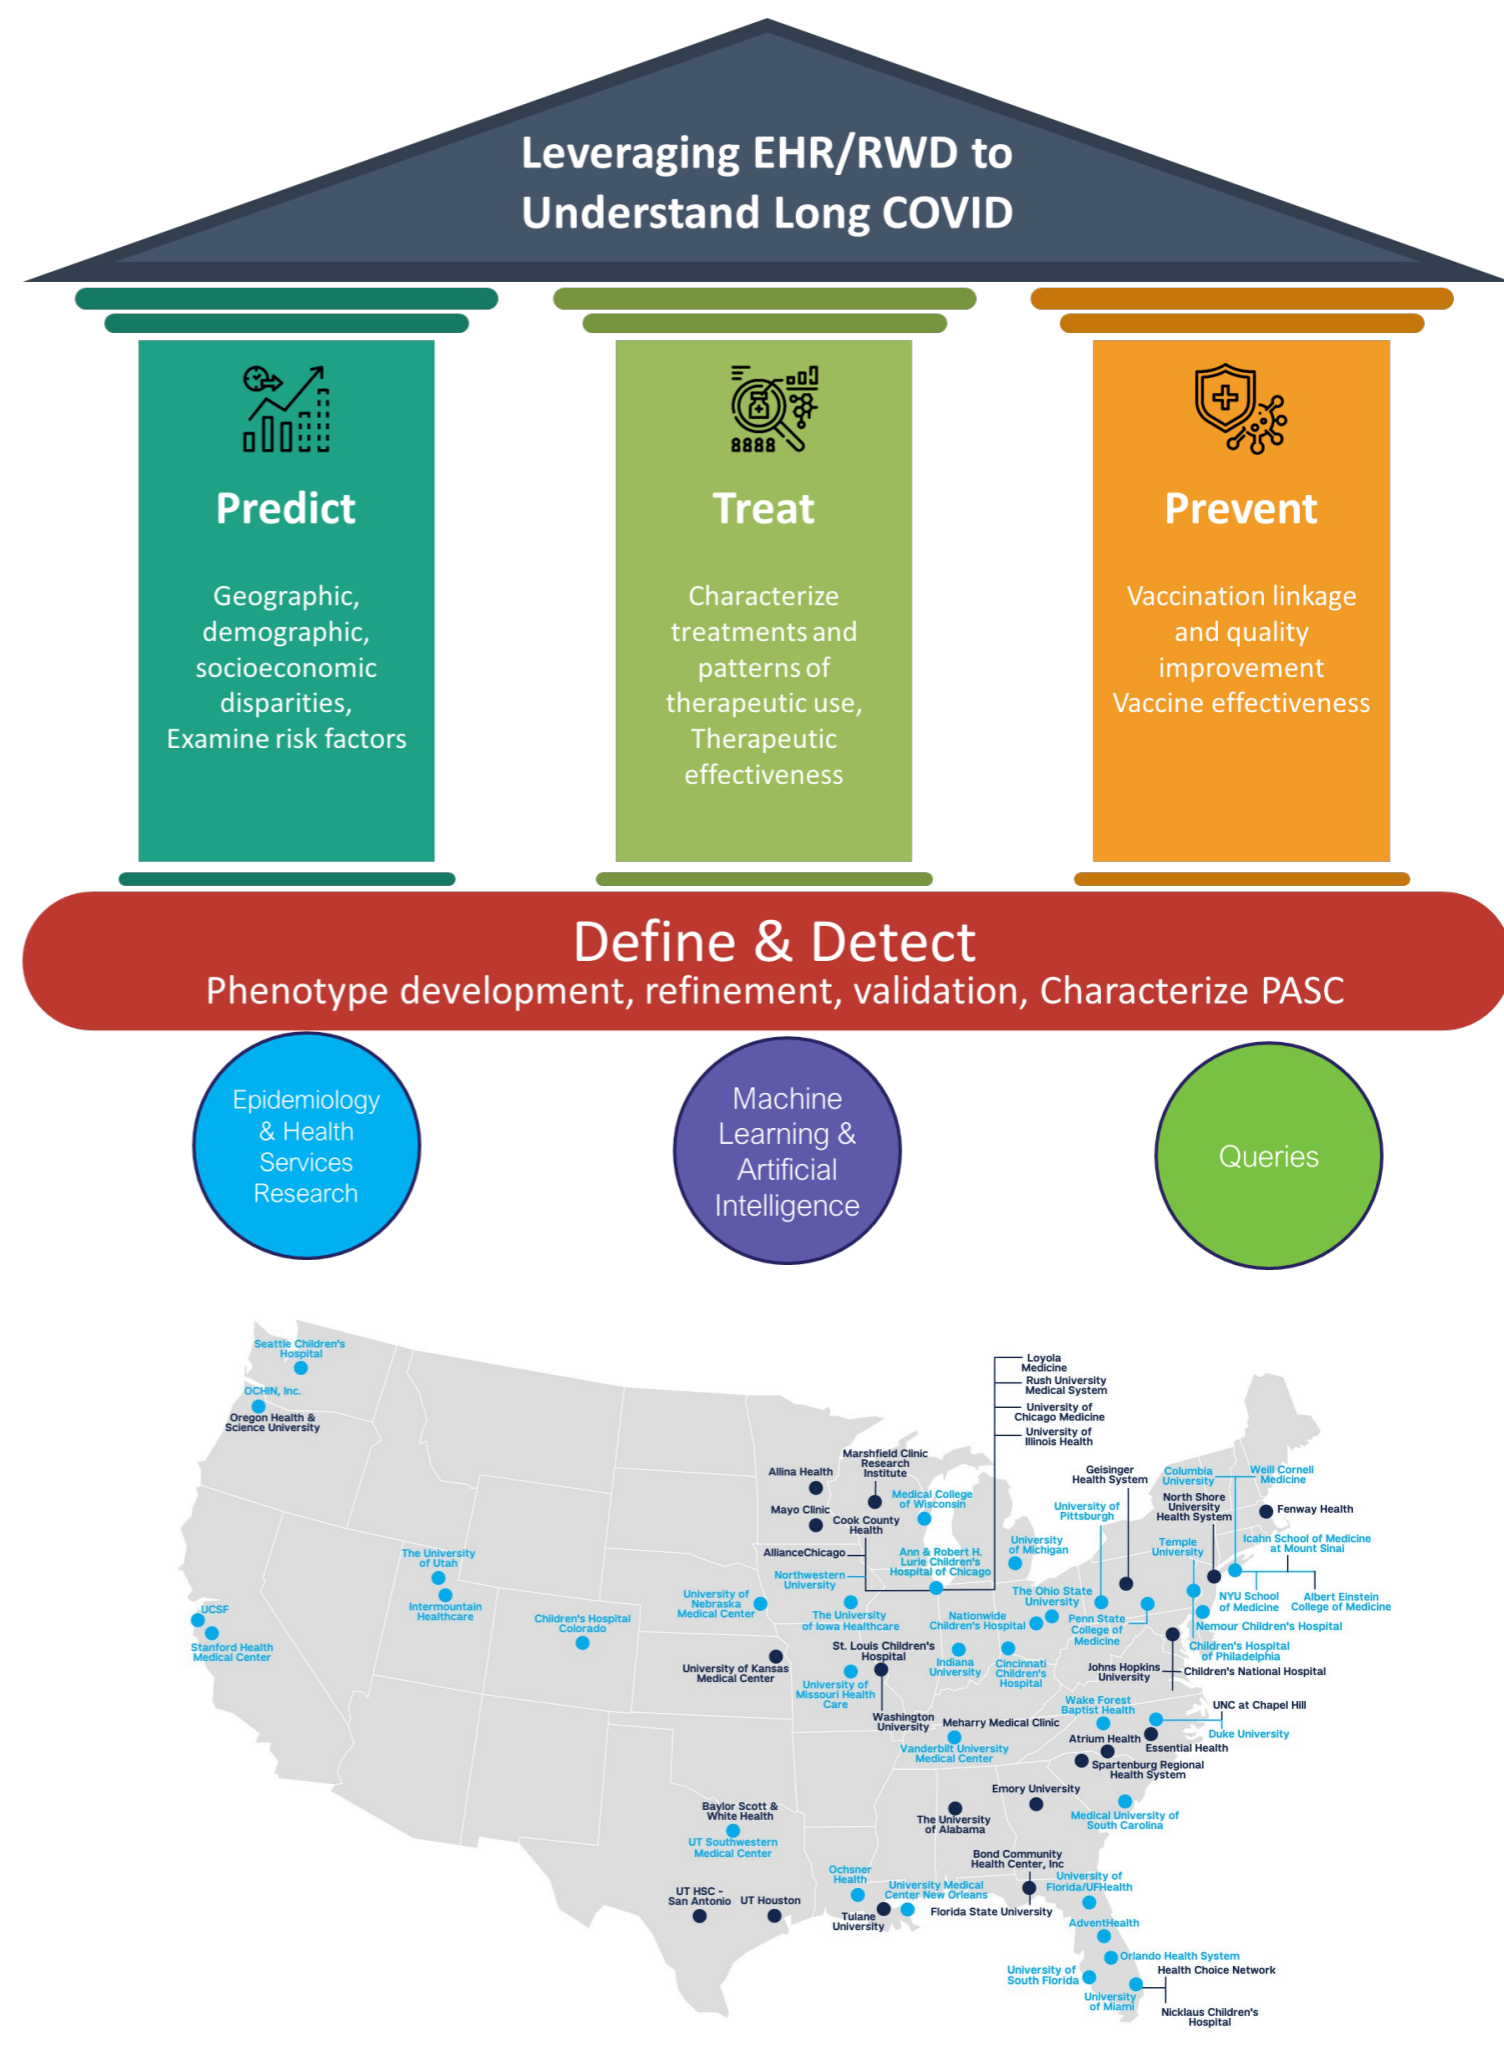 Leveraging EHR/RWD to
Understand Long COVID
8888
Predict
Geographic,
demographic,
socioeconomic
disparities,
Examine risk factors
Treat
Characterize
treatments and
patterns of
therapeutic use,
Therapeutic
effectiveness
Prevent
Vaccination linkage
and quality
improvement
Vaccine effectiveness
Define & Detect
Phenotype development, refinement, validation, Characterize PASC
Epidemiology
& Health
Services
Research
Machine
Learning &
Artificial
Intelligence
Queries
Seattle Children's
Hospital
OCHIN, Inc.
Oregon Health &
Science University
UCSF
Stanford Health
Medical Center
The University
of Utah
Intermountain
Healthcare
Children's Hospital
Colorado
Allina Health
Mayo Clinic
Marshfield Clinic
Research
Institute
Medical College
of Wisconsin
Cook County
Health
AllianceChicago
Northwestern
University
Ann & Robert H.
Lurie Children's
Hospital of Chicago
Loyola
Medicine
Rush University
Medical System
University of
Chicago Medicine
University of
Illinois Health
University
of Michigan
University of
Nebraska
Medical Center
The University
of Iowa Healthcare
University of Kansas
Medical Center
St. Louis Children's
Hospital
University of
Missouri Health
Care
Washington
University
Nationwide
Children's Hospital
The Ohio State
University
Indiana
University
Cincinnati
Children's
Hospital
Geisinger
Health System
University of
Pittsburgh
Penn State
College of
Medicine
Columbia
University
Weill Cornell
Medicine
North Shore
University
Health System
Fenway Health
Temple
University
Icahn School of Medicine
at Mount Sinai
NYU School
of Medicine
Albert Einstein
College of Medicine
Nemour Children's Hospital
Children's Hospital
of Philadelphia
Johns Hopkins
University
Children's National Hospital
Wake Forest
Baptist Health
UNC at Chapel Hill
Duke University
Atrium Health
Essential Health
Spartenburg Regional
Health System
Meharry Medical Clinic
Vanderbilt University
Medical Center
Emory University
The University
of Alabama
Medical University of
South Carolina
Baylor Scott &
White Health
UT Southwestern
Medical Center
UT HSC -
San Antonio
UT Houston
Ochsner
Health
University Medical
Center New Orleans
Tulane
University
Bond Community
Health Center, Inc
Florida State University
University of
Florida/UFHealth
AdventHealth
Orlando Health System
University of
South Florida
Health Choice Network
University
of Miami
Nicklaus Children's
Hospital